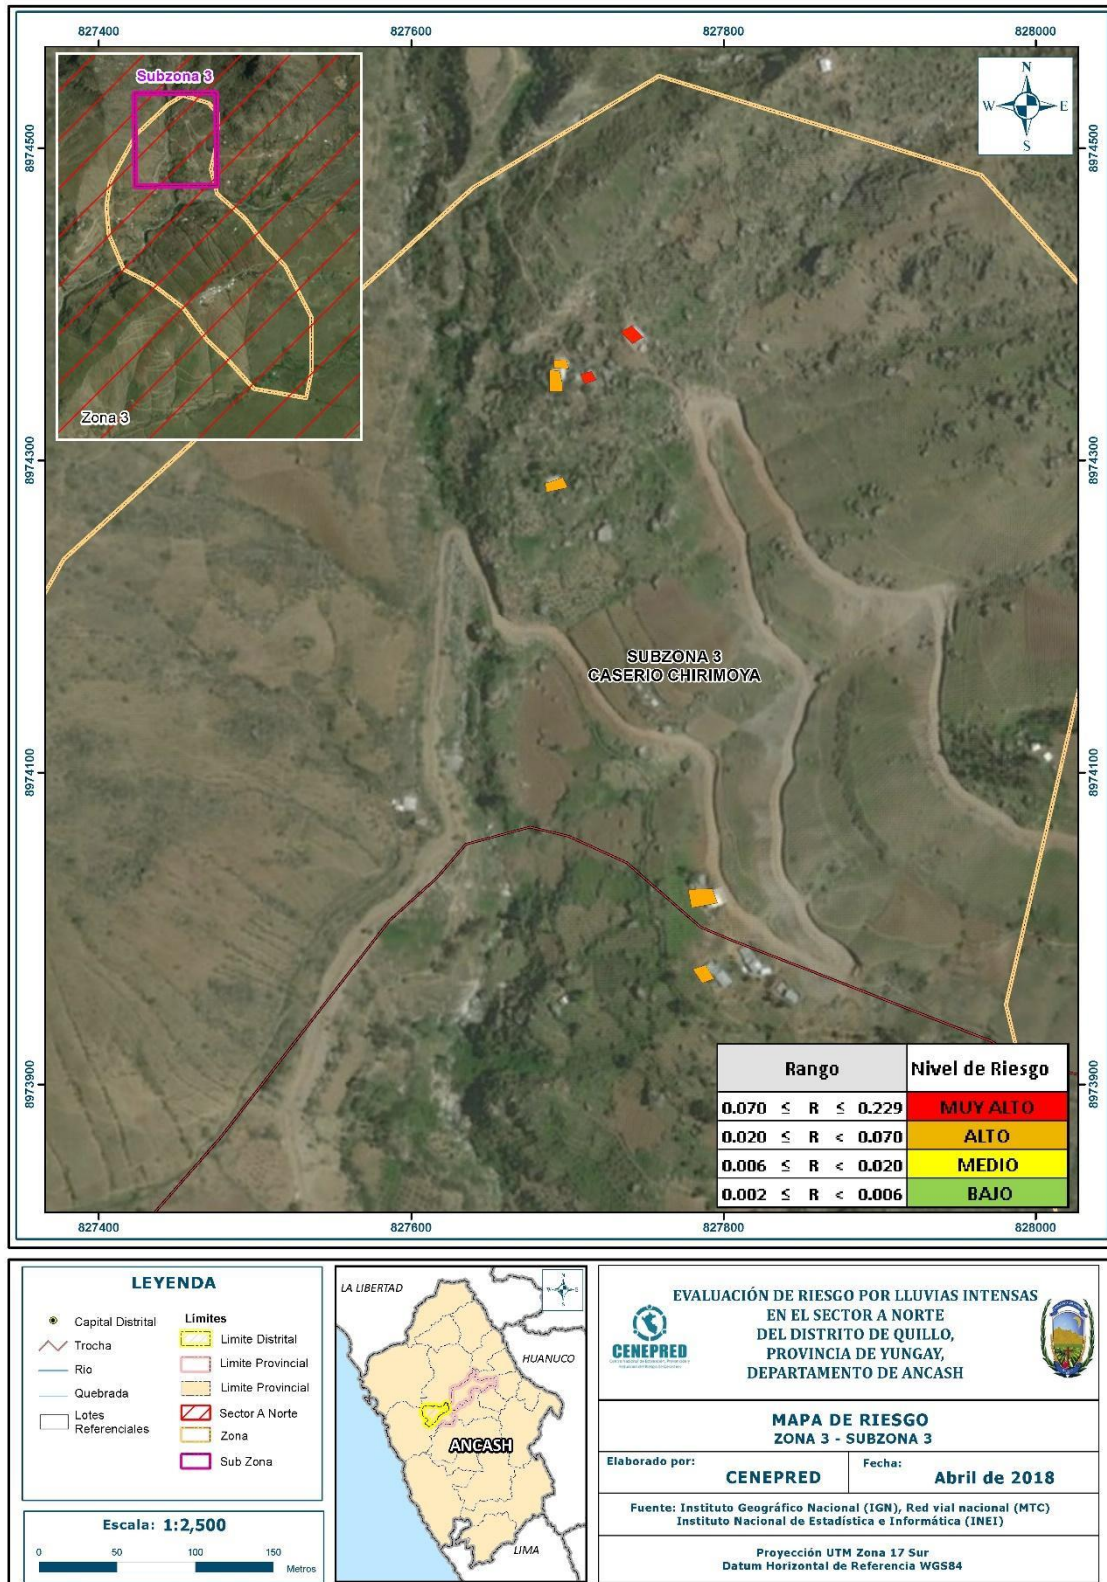 827400
827600
827800
828000
8974500
8974500
8974300
8974300
8974100
8974100
8973900
8973900
Subzona 3
Zona 3
N
W
E
S
SUBZONA 3
CASERIO CHIRIMOYA
Rango Nivel de Riesgo
0.070 ≤ R ≤ 0.229 MUY ALTO
0.020 ≤ R < 0.070 ALTO
0.006 ≤ R < 0.020 MEDIO
0.002 ≤ R < 0.006 BAJO
827400
827600
827800
828000
LEYENDA
Capital Distrital
Trocha
Rio
Quebrada
Lotes
Referenciales
Límites
Limite Distrital
Limite Provincial
Limite Provincial
Sector A Norte
Zona
Sub Zona
Escala: 1:2,500
0 50 100 150
Metros
LA LIBERTAD
HUANUCO
ANCASH
LIMA
CENEPRED
EVALUACIÓN DE RIESGO POR LLUVIAS INTENSAS
EN EL SECTOR A NORTE
DEL DISTRITO DE QUILLO,
PROVINCIA DE YUNGAY,
DEPARTAMENTO DE ANCASH
MAPA DE RIESGO
ZONA 3 - SUBZONA 3
Elaborado por:
CENEPRED
Fecha:
Abril de 2018
Fuente: Instituto Geográfico Nacional (IGN), Red vial nacional (MTC)
Instituto Nacional de Estadística e Informática (INEI)
Proyección UTM Zona 17 Sur
Datum Horizontal de Referencia WGS84